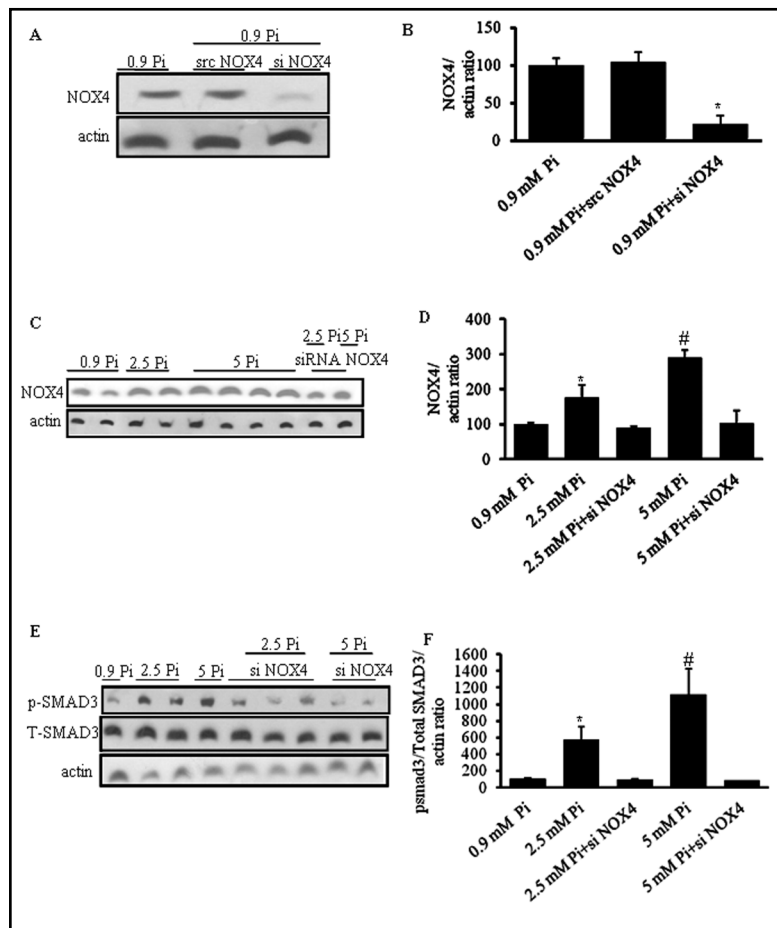 A
0.9 Pi
0.9 Pi src NOX4 si NOX4
NOX4
actin
B
NOX4/
actin ratio
150
100
50
0
*
0.9 mM Pi
0.9 mM Pi+src NOX4
0.9 mM Pi+si NOX4
C
2.5 Pi 5 Pi
0.9 Pi 2.5 Pi 5 Pi siRNA NOX4
NOX4
actin
D
NOX4/
actin ratio
400
300
200
100
0
*
#
0.9 mM Pi
2.5 mM Pi
2.5 mM Pi+si NOX4
5 mM Pi
5 mM Pi+si NOX4
E
2.5 Pi 5 Pi
0.9 Pi 2.5 Pi 5 Pi si NOX4 si NOX4
p-SMAD3
T-SMAD3
actin
F
psmad3/Total SMAD3/
actin ratio
1600
1400
1200
1000
800
600
400
200
0
*
#
0.9 mM Pi
2.5 mM Pi
2.5 mM Pi+si NOX4
5 mM Pi
5 mM Pi+si NOX4